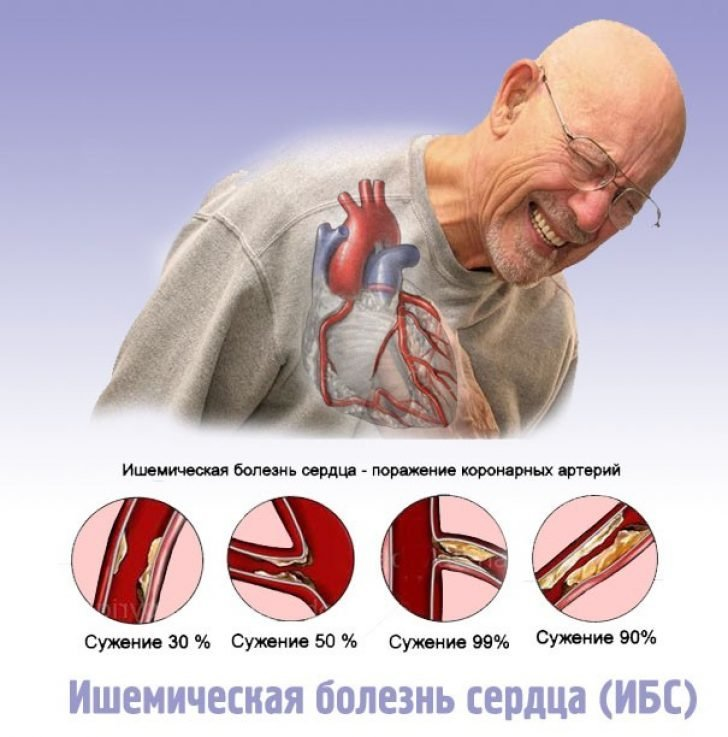 Ишемическая болезнь сердца - поражение коронарных артерий
Сужение 30 %
Сужение 50 %
Сужение 99%
Сужение 90%
Ишемическая болезнь сердца (ИБС)